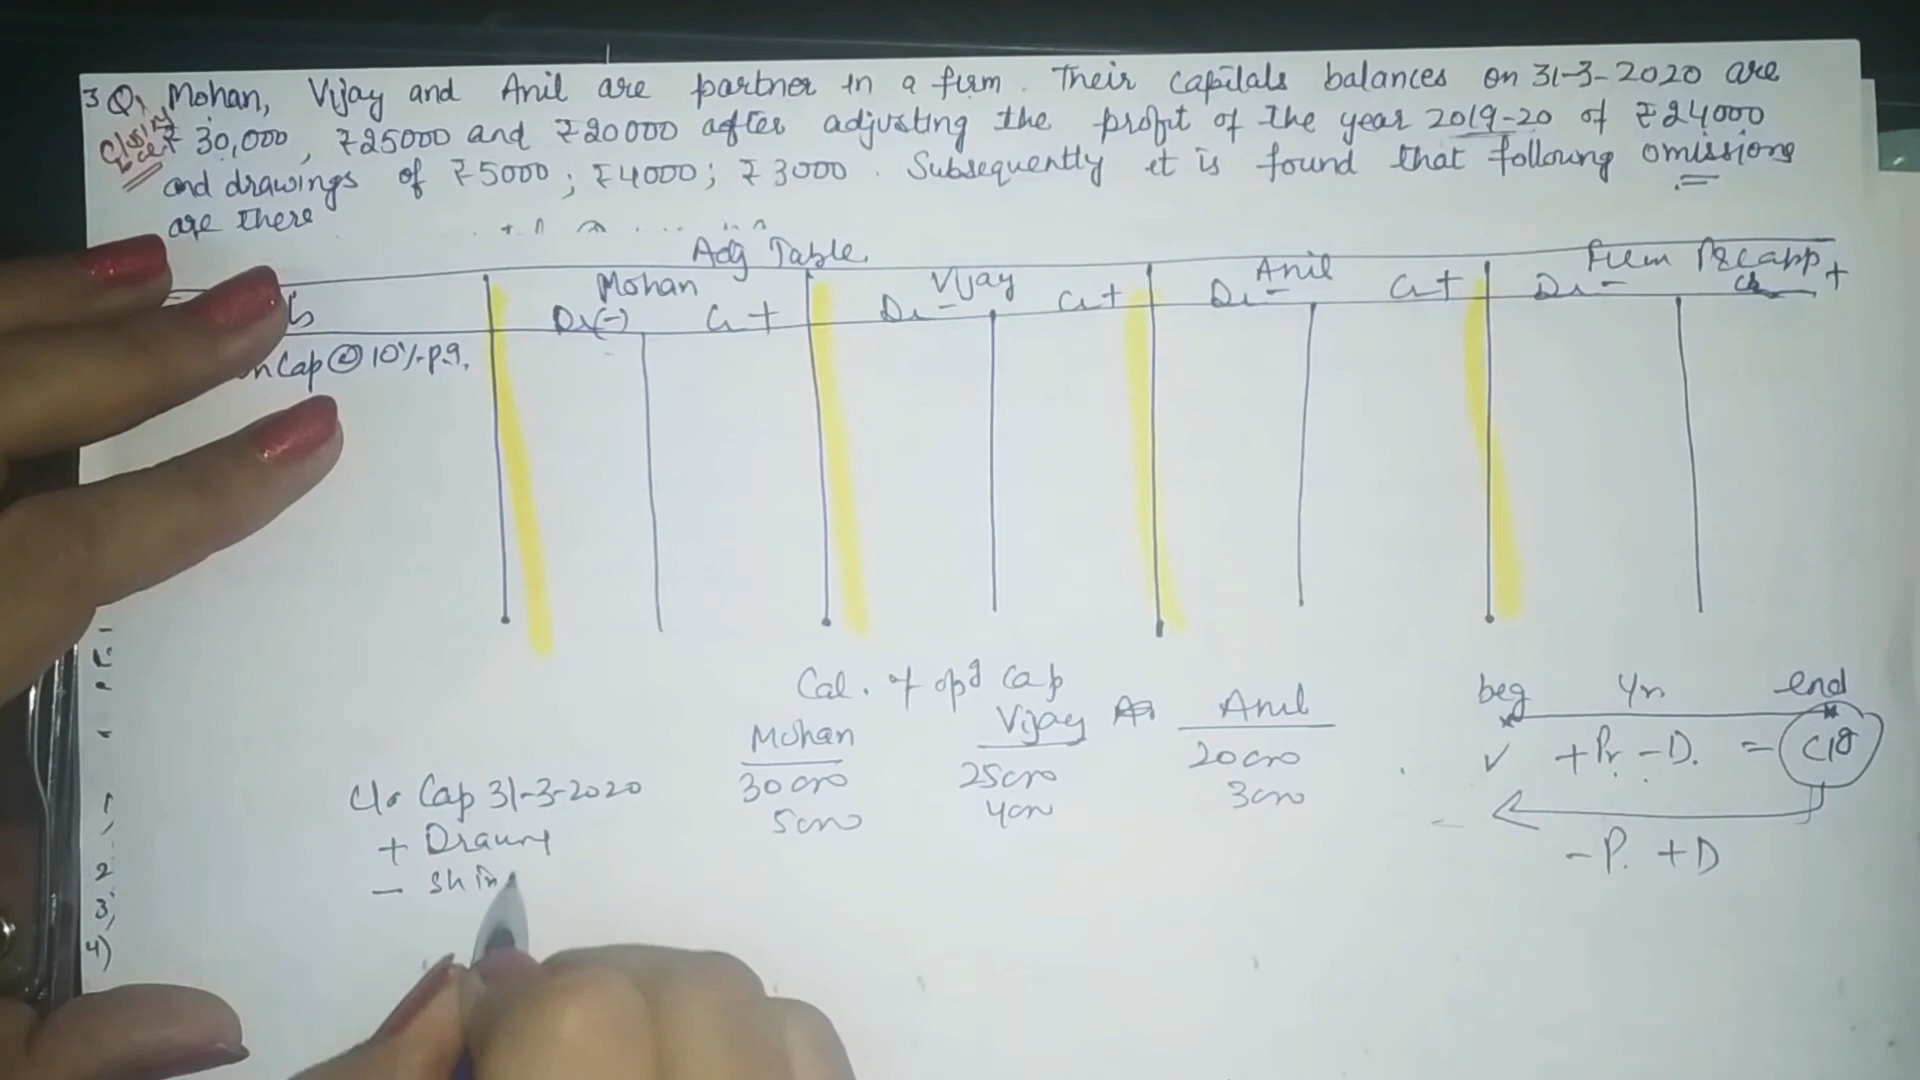 3 Q, Mohan, Vijay and Anil are partner in a firm. Their capitals balances on 31-3-2020 are
Closing
₹ 30,000, ₹25000 and ₹20000 after adjusting the profit of the year 2019-20 of ₹24000
and drawings of ₹5000; ₹4000; ₹3000. Subsequently it is found that following omissions
are there
Adj Table
Mohan Vijay Anil Firm
Dr(-) Cr + Dr - Cr + Dr - Cr + Dr - Cr +
Cap @ 10% p.a.
Cal. of opg Cap
Mohan Vijay Anil
beg Yr end
30000 25000 20000
✓ + Pr - D. =
Clo Cap 31-3-2020
5000 4000 3000
+ Drawing
- P. + D
- sh in
2
3,
4)